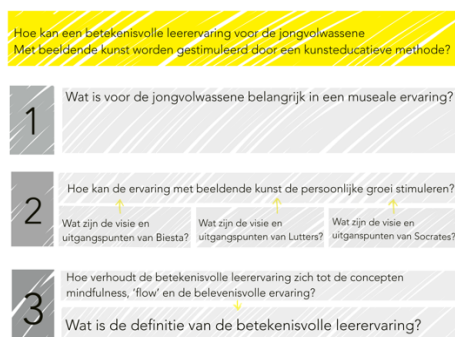 Hoe kan een betekenisvolle leerervaring voor de jongvolwassene
Met beeldende kunst worden gestimuleerd door een kunsteducatieve methode?
1
Wat is voor de jongvolwassene belangrijk in een museale ervaring?
2
Hoe kan de ervaring met beeldende kunst de persoonlijke groei stimuleren?
Wat zijn de visie en
uitgangspunten van Biesta?
Wat zijn de visie en
uitgangspunten van Lutters?
Wat zijn de visie en
uitganspunten van Socrates?
3
Hoe verhoudt de betekenisvolle leerervaring zich tot de concepten
mindfulness, ‘flow’ en de belevenisvolle ervaring?
Wat is de definitie van de betekenisvolle leerervaring?